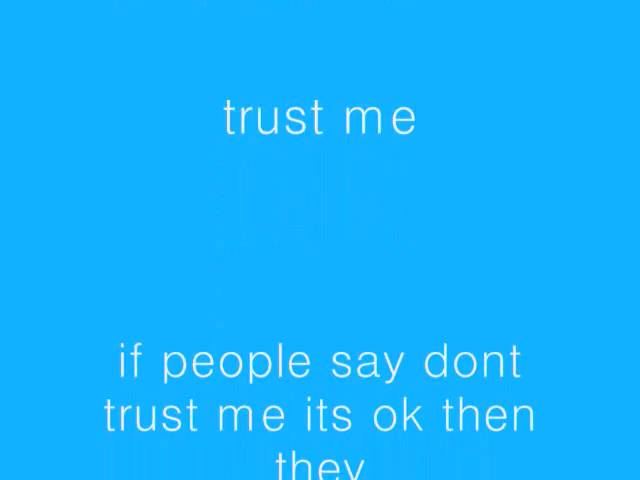 trust me
if people say dont
trust me its ok then
they